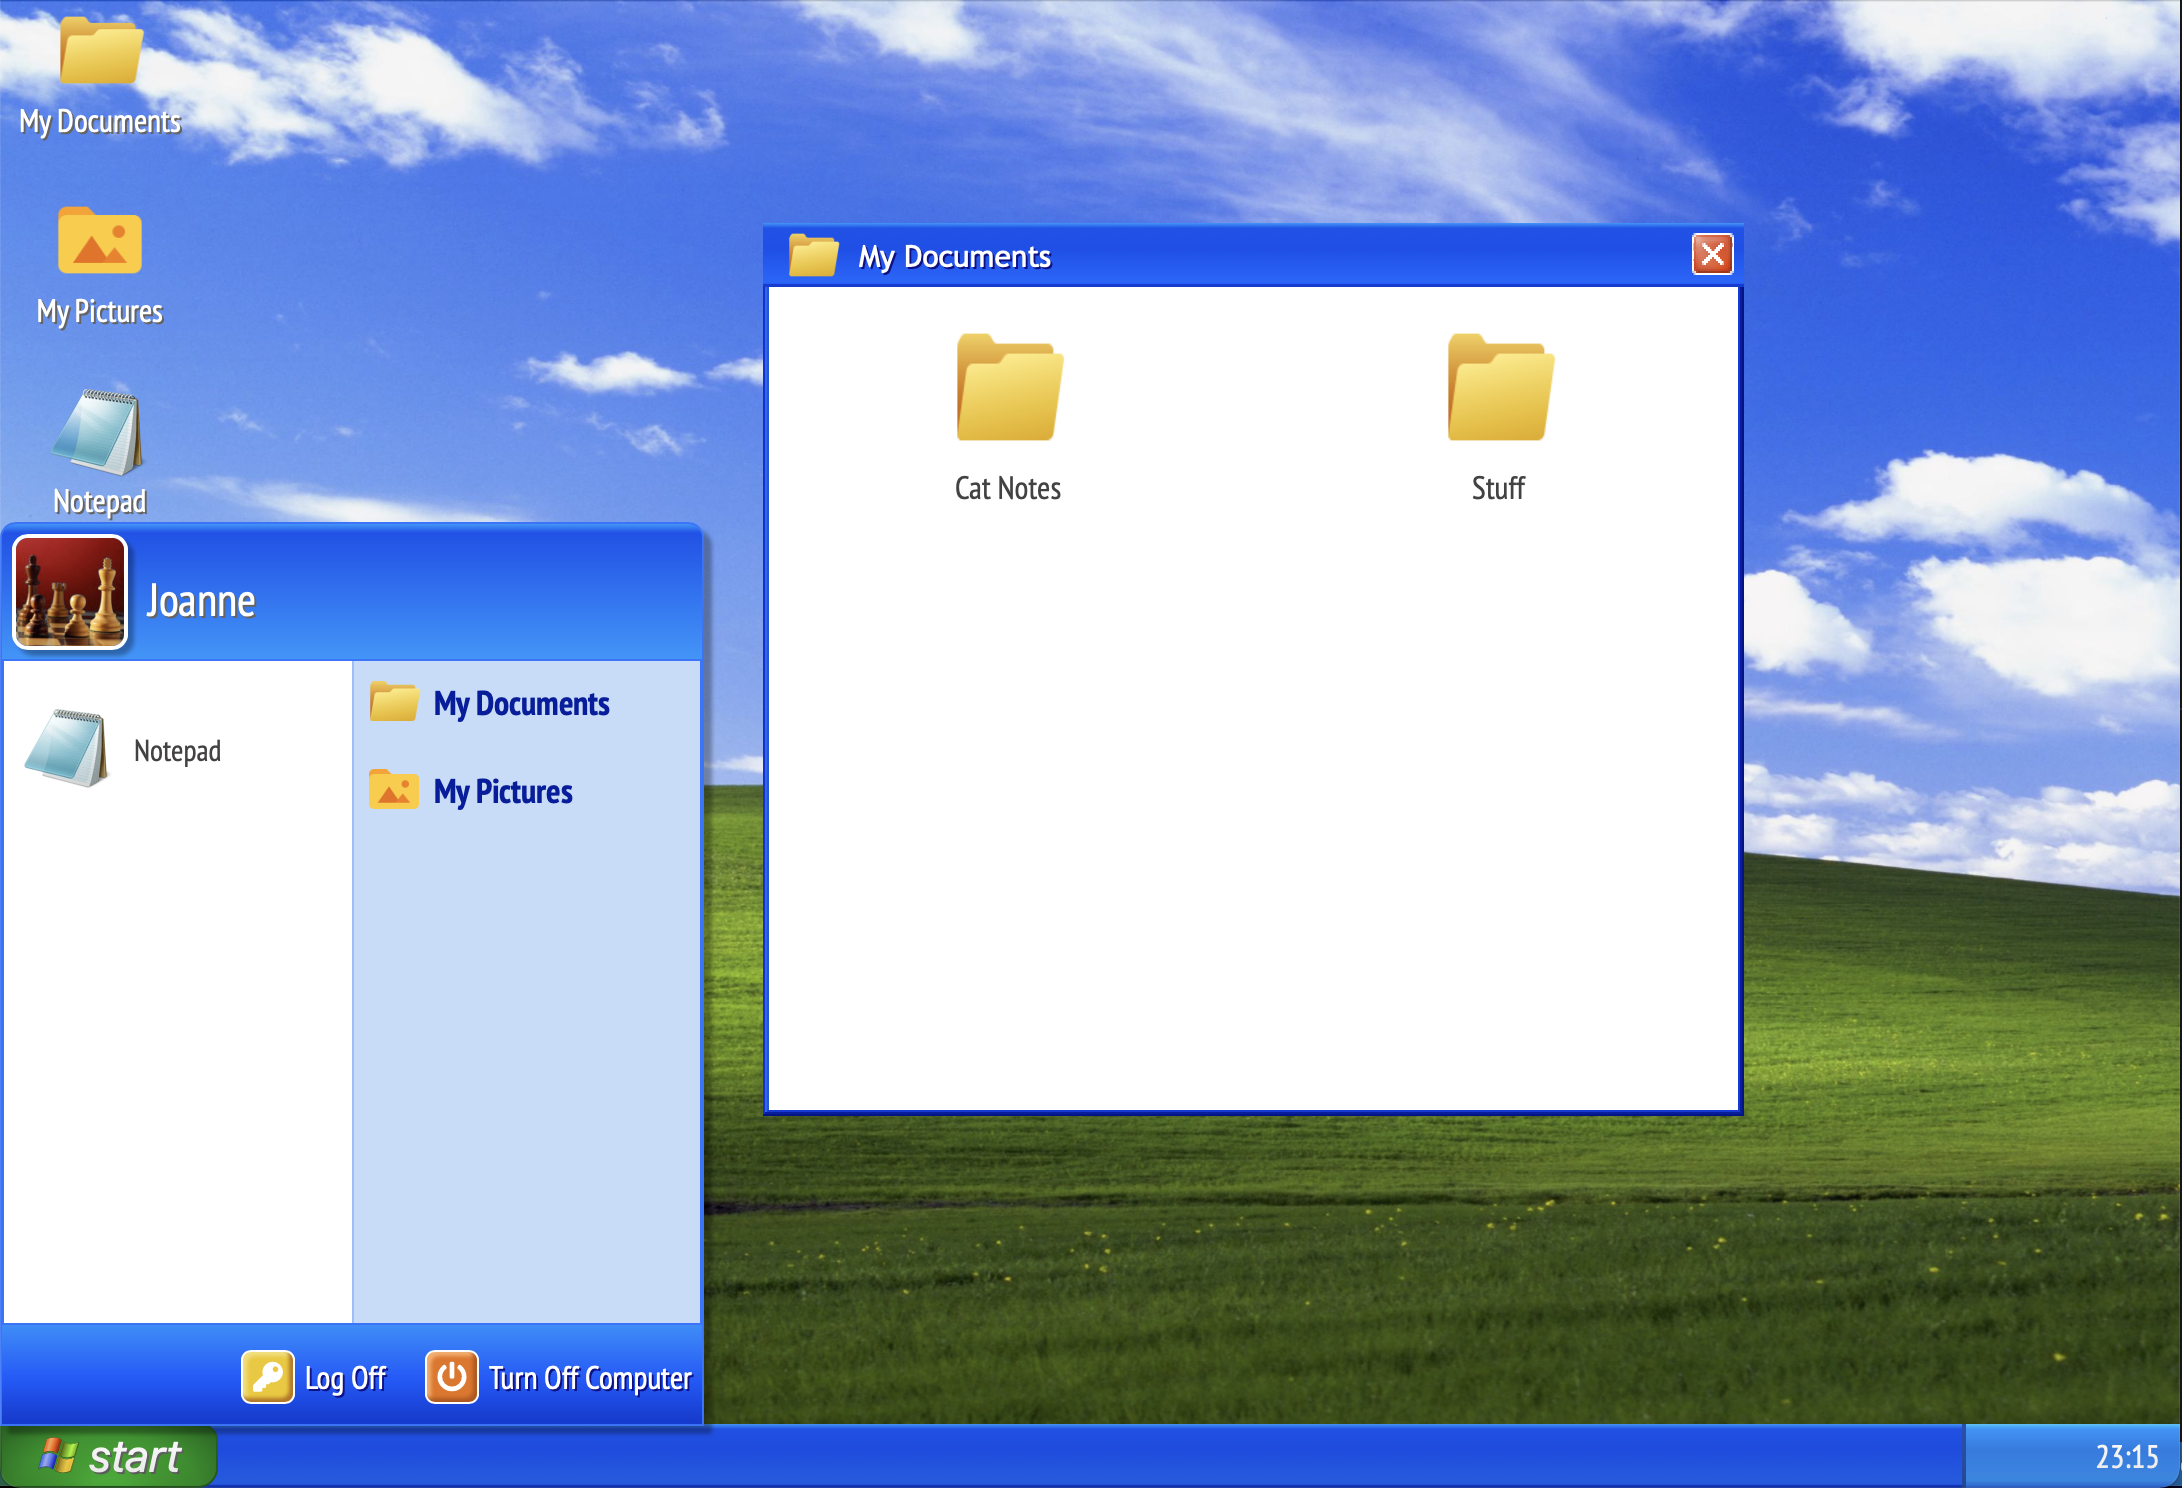 My Documents
My Pictures
Notepad
My Documents
Cat Notes
Stuff
Joanne
Notepad
My Documents
My Pictures
Log Off
Turn Off Computer
start
23:15